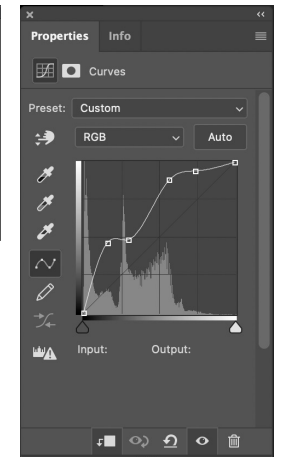 Properties Info
Curves
Preset: Custom
RGB Auto
Input: Output: